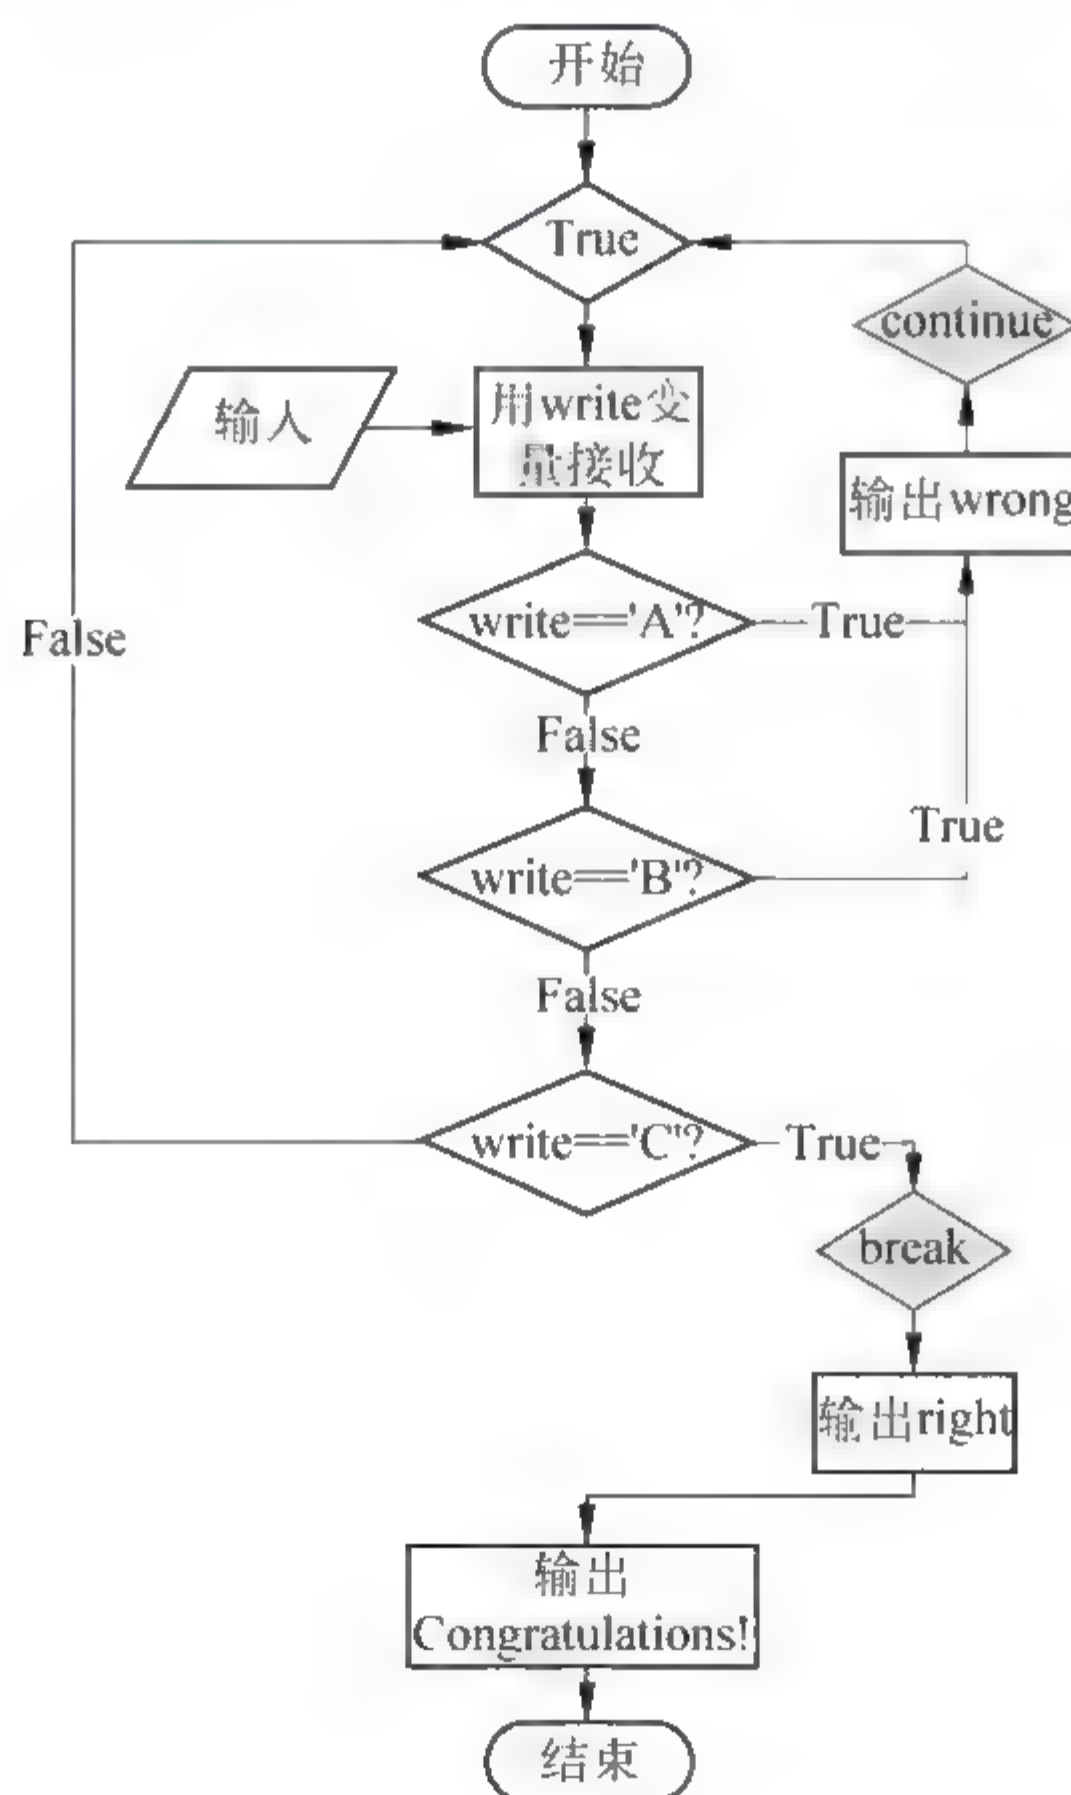 开始
True
continue
输入
用write变
量接收
输出wrong
write=='A'?
True
False
False
True
write=='B'?
False
write=='C'?
True
break
输出right
输出
Congratulations!
结束